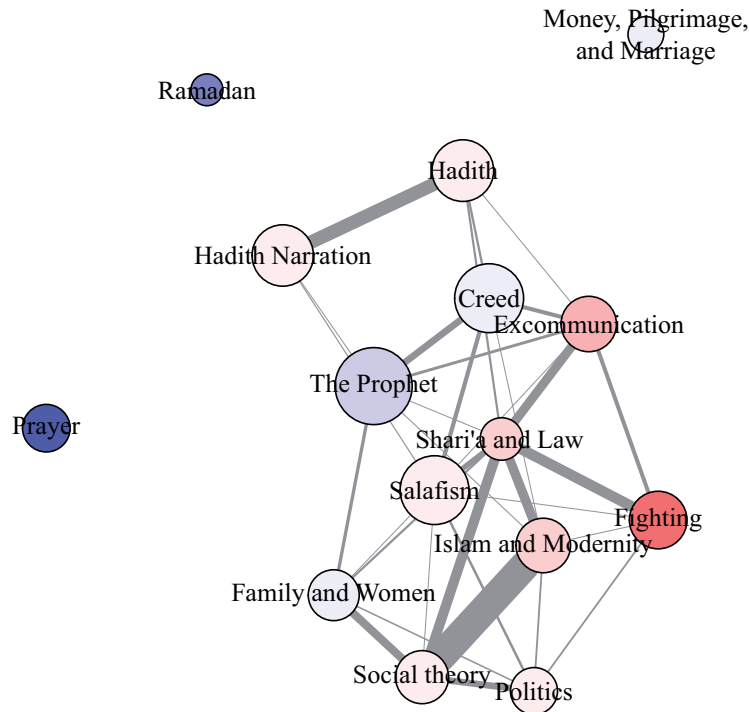 Money, Pilgrimage,
and Marriage
Ramadan
Hadith
Hadith Narration
Creed
Excommunication
The Prophet
Prayer
Shari'a and Law
Salafism
Fighting
Islam and Modernity
Family and Women
Social theory
Politics